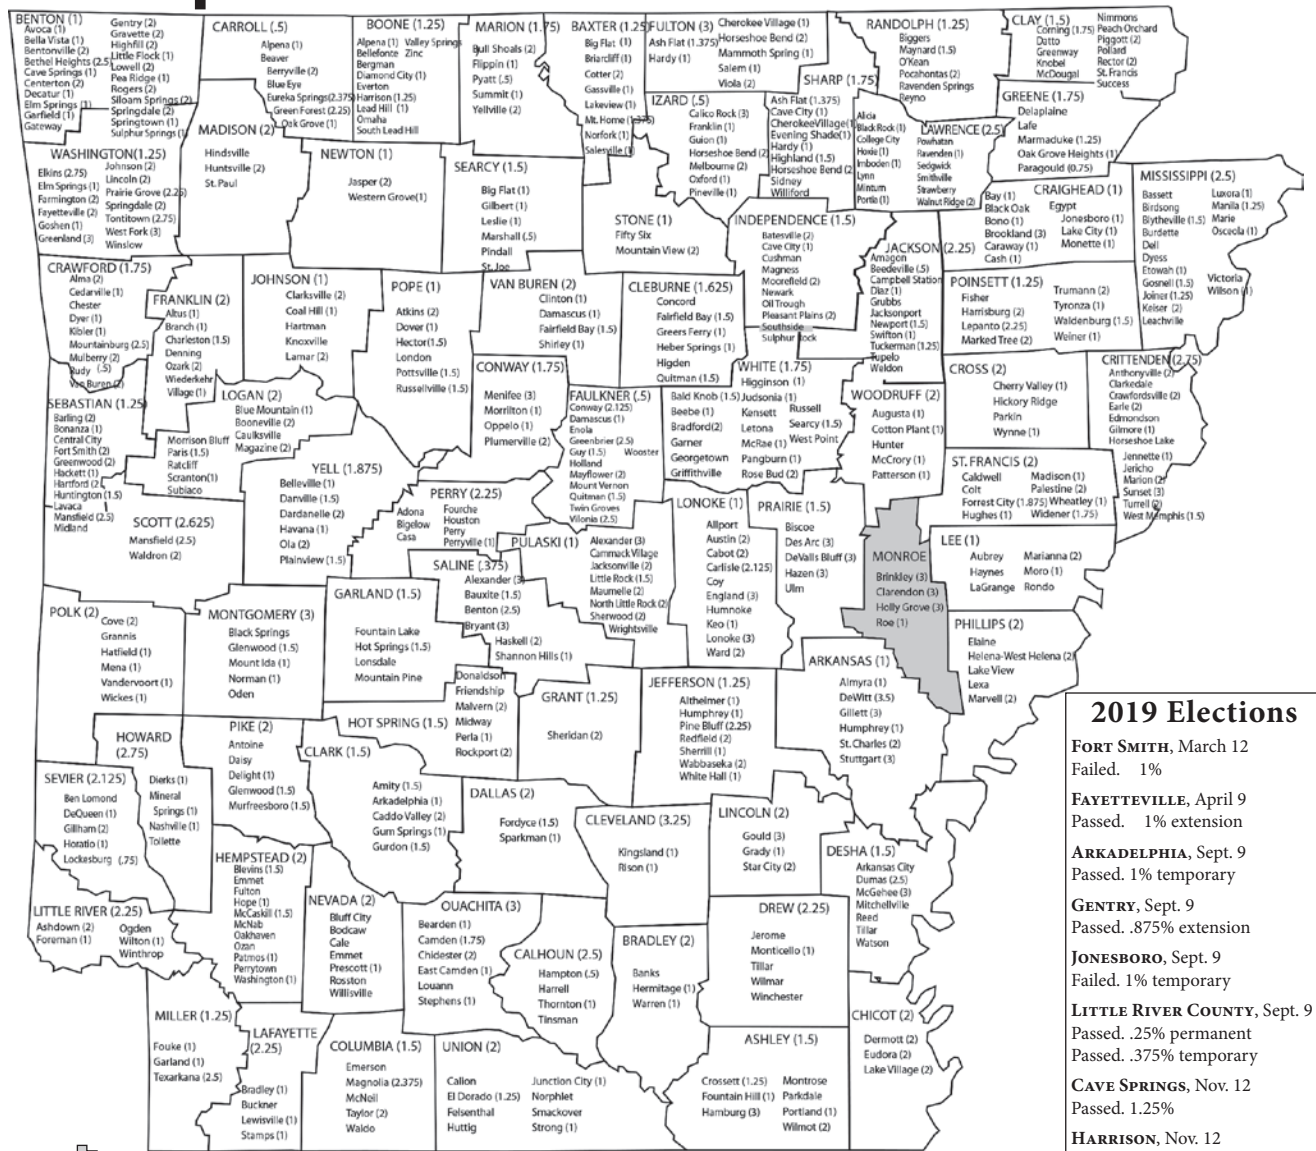 BENTON (1)
Avoca (1)
Bella Vista (1)
Bentonville (2)
Bethel Heights (2.5)
Cave Springs (1)
Centerton (2)
Decatur (1)
Elm Springs (1)
Garfield (1)
Gateway
Gentry (2)
Gravette (2)
Highfill (2)
Little Flock (1)
Lowell (2)
Pea Ridge (1)
Rogers (2)
Siloam Springs (2)
Springdale (2)
Springtown (1)
Sulphur Springs (1)
CARROLL (.5)
Alpena (1)
Beaver
Berryville (2)
Blue Eye
Eureka Springs(2.375)
Green Forest (2.25)
Oak Grove (1)
BOONE (1.25)
Alpena (1) Valley Springs
Bellefonte Zinc
Bergman
Diamond City (1)
Everton
Harrison (1.25)
Lead Hill (1)
Omaha
South Lead Hill
MARION (1.75)
Bull Shoals (2)
Flippin (1)
Pyatt (.5)
Summit (1)
Yellville (2)
BAXTER (1.25)
Big Flat (1)
Briarcliff (1)
Cotter (2)
Gassville (1)
Lakeview (1)
Mt. Home (1.375)
Norfork (1)
Salesville (1)
FULTON (3)
Ash Flat (1.375)
Hardy (1)
Cherokee Village (1)
Horseshoe Bend (2)
Mammoth Spring (1)
Salem (1)
Viola (2)
RANDOLPH (1.25)
Biggers
Maynard (1.5)
O'Kean
Pocahontas (2)
Ravenden Springs
Reyno
CLAY (1.5)
Corning (1.75)
Datto
Greenway
Knobel
McDougal
Nimmons
Peach Orchard
Piggott (2)
Pollard
Rector (2)
St. Francis
Success
MADISON (2)
Hindsville
Huntsville (2)
St. Paul
NEWTON (1)
Jasper (2)
Western Grove(1)
SEARCY (1.5)
Big Flat (1)
Gilbert (1)
Leslie (1)
Marshall (.5)
Pindall
St. Joe
IZARD (.5)
Calico Rock (3)
Franklin (1)
Guion (1)
Horseshoe Bend (2)
Melbourne (2)
Oxford (1)
Pineville (1)
SHARP (1.75)
Ash Flat (1.375)
Cave City (1)
CherokeeVillage(1)
Evening Shade(1)
Hardy (1)
Highland (1.5)
Horseshoe Bend (2)
Sidney
Williford
LAWRENCE (2.5)
Alicia
Black Rock (1)
College City
Hoxie (1)
Imboden (1)
Lynn
Minturn
Portia (1)
Powhatan
Ravenden (1)
Sedgwick
Smithville
Strawberry
Walnut Ridge (2)
GREENE (1.75)
Delaplaine
Lafe
Marmaduke (1.25)
Oak Grove Heights (1)
Paragould (0.75)
WASHINGTON(1.25)
Elkins (2.75)
Elm Springs (1)
Farmington (2)
Fayetteville (2)
Goshen (1)
Greenland (3)
Johnson (2)
Lincoln (2)
Prairie Grove (2.25)
Springdale (2)
Tontitown (2.75)
West Fork (3)
Winslow
STONE (1)
Fifty Six
Mountain View (2)
INDEPENDENCE (1.5)
Batesville (2)
Cave City (1)
Cushman
Magness
Moorefield (2)
Newark
Oil Trough
Pleasant Plains (2)
Southside
Sulphur Rock
JACKSON (2.25)
Amagon
Beedeville (.5)
Campbell Station
Diaz (1)
Grubbs
Jacksonport
Newport (1.5)
Swifton (1)
Tuckerman (1.25)
Tupelo
Weldon
CRAIGHEAD (1)
Bay (1)
Black Oak
Bono (1)
Brookland (3)
Caraway (1)
Cash (1)
Egypt
Jonesboro (1)
Lake City (1)
Monette (1)
MISSISSIPPI (2.5)
Bassett
Birdsong
Blytheville (1.5)
Burdette
Dell
Dyess
Etowah (1)
Gosnell (1.5)
Joiner (1.25)
Keiser (2)
Leachville
Luxora (1)
Manila (1.25)
Marie
Osceola (1)
Victoria
Wilson (1)
CRAWFORD (1.75)
Alma (2)
Cedarville (1)
Chester
Dyer (1)
Kibler (1)
Mountainburg (2.5)
Mulberry (2)
Rudy (.5)
Van Buren (2)
FRANKLIN (2)
Altus (1)
Branch (1)
Charleston (1.5)
Denning
Ozark (2)
Wiederkehr
Village (1)
JOHNSON (1)
Clarksville (2)
Coal Hill (1)
Hartman
Knoxville
Lamar (2)
POPE (1)
Atkins (2)
Dover (1)
Hector(1.5)
London
Pottsville (1.5)
Russellville (1.5)
VAN BUREN (2)
Clinton (1)
Damascus (1)
Fairfield Bay (1.5)
Shirley (1)
CLEBURNE (1.625)
Concord
Fairfield Bay (1.5)
Greers Ferry (1)
Heber Springs (1)
Higden
Quitman (1.5)
POINSETT (1.25)
Fisher
Harrisburg (2)
Lepanto (2.25)
Marked Tree (2)
Trumann (2)
Tyronza (1)
Waldenburg (1.5)
Weiner (1)
SEBASTIAN (1.25)
Barling (2)
Bonanza (1)
Central City
Fort Smith (2)
Greenwood (2)
Hackett (1)
Hartford (2)
Huntington (1.5)
Lavaca
Mansfield (2.5)
Midland
LOGAN (2)
Blue Mountain (1)
Booneville (2)
Caulksville
Magazine (2)
Morrison Bluff
Paris (1.5)
Ratcliff
Scranton(1)
Subiaco
CONWAY (1.75)
Menifee (3)
Morrilton (1)
Oppelo (1)
Plumerville (2)
FAULKNER (.5)
Conway (2.125)
Damascus (1)
Enola
Greenbrier (2.5)
Guy (1.5) Wooster
Holland
Mayflower (2)
Mount Vernon
Quitman (1.5)
Twin Groves
Vilonia (2.5)
WHITE (1.75)
Bald Knob (1.5)
Beebe (1)
Bradford(2)
Garner
Georgetown
Griffithville
Higginson (1)
Judsonia (1)
Kensett
Letona
McRae (1)
Pangburn (1)
Rose Bud (2)
Russell
Searcy (1.5)
West Point
WOODRUFF (2)
Augusta (1)
Cotton Plant (1)
Hunter
McCrory (1)
Patterson (1)
CROSS (2)
Cherry Valley (1)
Hickory Ridge
Parkin
Wynne (1)
CRITTENDEN (2.75)
Anthonyville (2)
Clarkedale
Crawfordsville (2)
Earle (2)
Edmondson
Gilmore (1)
Horseshoe Lake
Jennette (1)
Jericho
Marion (2)
Sunset (3)
Turrell (2)
West Memphis (1.5)
ST. FRANCIS (2)
Caldwell
Colt
Forrest City (1.875)
Hughes (1)
Madison (1)
Palestine (2)
Wheatley (1)
Widener (1.75)
SCOTT (2.625)
Mansfield (2.5)
Waldron (2)
YELL (1.875)
Belleville (1)
Danville (1.5)
Dardanelle (2)
Havana (1)
Ola (2)
Plainview (1.5)
PERRY (2.25)
Adona
Bigelow
Casa
Fourche
Houston
Perry
Perryville (1)
PULASKI (1)
Alexander (3)
Cammack Village
Jacksonville (2)
Little Rock (1.5)
Maumelle (2)
North Little Rock (2)
Sherwood (2)
Wrightsville
LONOKE (1)
Allport
Austin (2)
Cabot (2)
Carlisle (2.125)
Coy
England (3)
Humnoke
Keo (1)
Lonoke (3)
Ward (2)
PRAIRIE (1.5)
Biscoe
Des Arc (3)
DeValls Bluff (3)
Hazen (3)
Ulm
MONROE
Brinkley (3)
Clarendon (3)
Holly Grove (3)
Roe (1)
LEE (1)
Aubrey
Haynes
LaGrange
Marianna (2)
Moro (1)
Rondo
PHILLIPS (2)
Elaine
Helena-West Helena (2)
Lake View
Lexa
Marvell (2)
POLK (2)
Cove (2)
Grannis
Hatfield (1)
Mena (1)
Vandervoort (1)
Wickes (1)
MONTGOMERY (3)
Black Springs
Glenwood (1.5)
Mount Ida (1)
Norman (1)
Oden
GARLAND (1.5)
Fountain Lake
Hot Springs (1.5)
Lonsdale
Mountain Pine
SALINE (.375)
Alexander (3)
Bauxite (1.5)
Benton (2.5)
Bryant (3)
Haskell (2)
Shannon Hills (1)
HOT SPRING (1.5)
Donaldson
Friendship
Malvern (2)
Midway
Perla (1)
Rockport (2)
GRANT (1.25)
Sheridan (2)
JEFFERSON (1.25)
Altheimer (1)
Humphrey (1)
Pine Bluff (2.25)
Redfield (2)
Sherrill (1)
Wabbaseka (2)
White Hall (1)
ARKANSAS (1)
Almyra (1)
DeWitt (3.5)
Gillett (3)
Humphrey (1)
St. Charles (2)
Stuttgart (3)
HOWARD
(2.75)
Dierks (1)
Mineral
Springs (1)
Nashville (1)
Tollette
PIKE (2)
Antoine
Daisy
Delight (1)
Glenwood (1.5)
Murfreesboro (1.5)
CLARK (1.5)
Amity (1.5)
Arkadelphia (1)
Caddo Valley (2)
Gum Springs (1)
Gurdon (1.5)
SEVIER (2.125)
Ben Lomond
DeQueen (1)
Gillham (2)
Horatio (1)
Lockesburg (.75)
DALLAS (2)
Fordyce (1.5)
Sparkman (1)
CLEVELAND (3.25)
Kingsland (1)
Rison (1)
LINCOLN (2)
Gould (3)
Grady (1)
Star City (2)
DESHA (1.5)
Arkansas City
Dumas (2.5)
McGehee (3)
Mitchellville
Reed
Tillar
Watson
LITTLE RIVER (2.25)
Ashdown (2)
Foreman (1)
Ogden
Wilton (1)
Winthrop
HEMPSTEAD (2)
Blevins (1.5)
Emmet
Fulton
Hope (1)
McCaskill (1.5)
McNab
Oakhaven
Ozan
Patmos (1)
Perrytown
Washington (1)
NEVADA (2)
Bluff City
Bodcaw
Cale
Emmet
Prescott (1)
Rosston
Willisville
OUACHITA (3)
Bearden (1)
Camden (1.75)
Chidester (2)
East Camden (1)
Louann
Stephens (1)
CALHOUN (2.5)
Hampton (.5)
Harrell
Thornton (1)
Tinsman
BRADLEY (2)
Banks
Hermitage (1)
Warren (1)
DREW (2.25)
Jerome
Monticello (1)
Tillar
Wilmar
Winchester
MILLER (1.25)
Fouke (1)
Garland (1)
Texarkana (2.5)
LAFAYETTE
(2.25)
Bradley (1)
Buckner
Lewisville (1)
Stamps (1)
COLUMBIA (1.5)
Emerson
Magnolia (2.375)
McNeil
Taylor (2)
Waldo
UNION (2)
Calion
El Dorado (1.25)
Felsenthal
Huttig
Junction City (1)
Norphlet
Smackover
Strong (1)
ASHLEY (1.5)
Crossett (1.25)
Fountain Hill (1)
Hamburg (3)
Montrose
Parkdale
Portland (1)
Wilmot (2)
CHICOT (2)
Dermott (2)
Eudora (2)
Lake Village (2)
2019 Elections
FORT SMITH, March 12
Failed. 1%
FAYETTEVILLE, April 9
Passed. 1% extension
ARKADELPHIA, Sept. 9
Passed. 1% temporary
GENTRY, Sept. 9
Passed. .875% extension
JONESBORO, Sept. 9
Failed. 1% temporary
LITTLE RIVER COUNTY, Sept. 9
Passed. .25% permanent
Passed. .375% temporary
CAVE SPRINGS, Nov. 12
Passed. 1.25%
HARRISON, Nov. 12